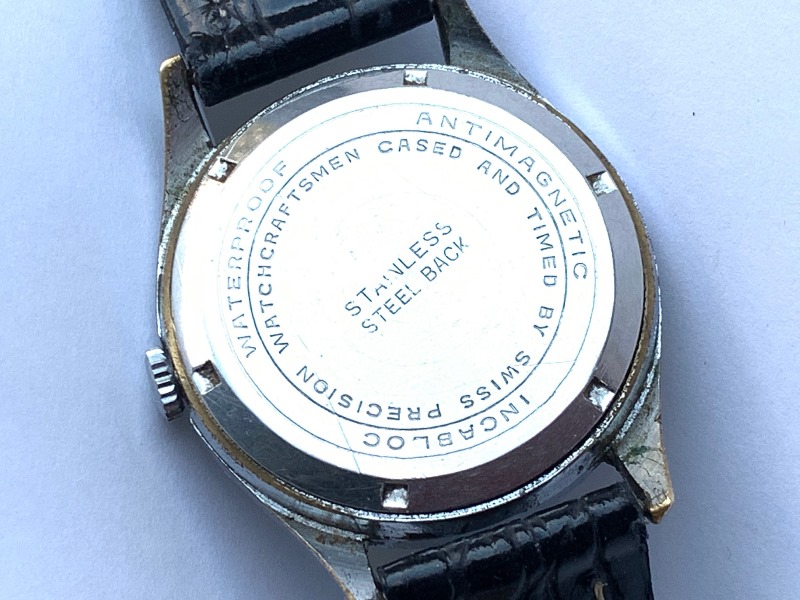 WATERPROOF
ANTIMAGNETIC
INCABLOC
CASED AND TIMED BY SWISS PRECISION WATCHCRAFTSMEN
STAINLESS
STEEL BACK